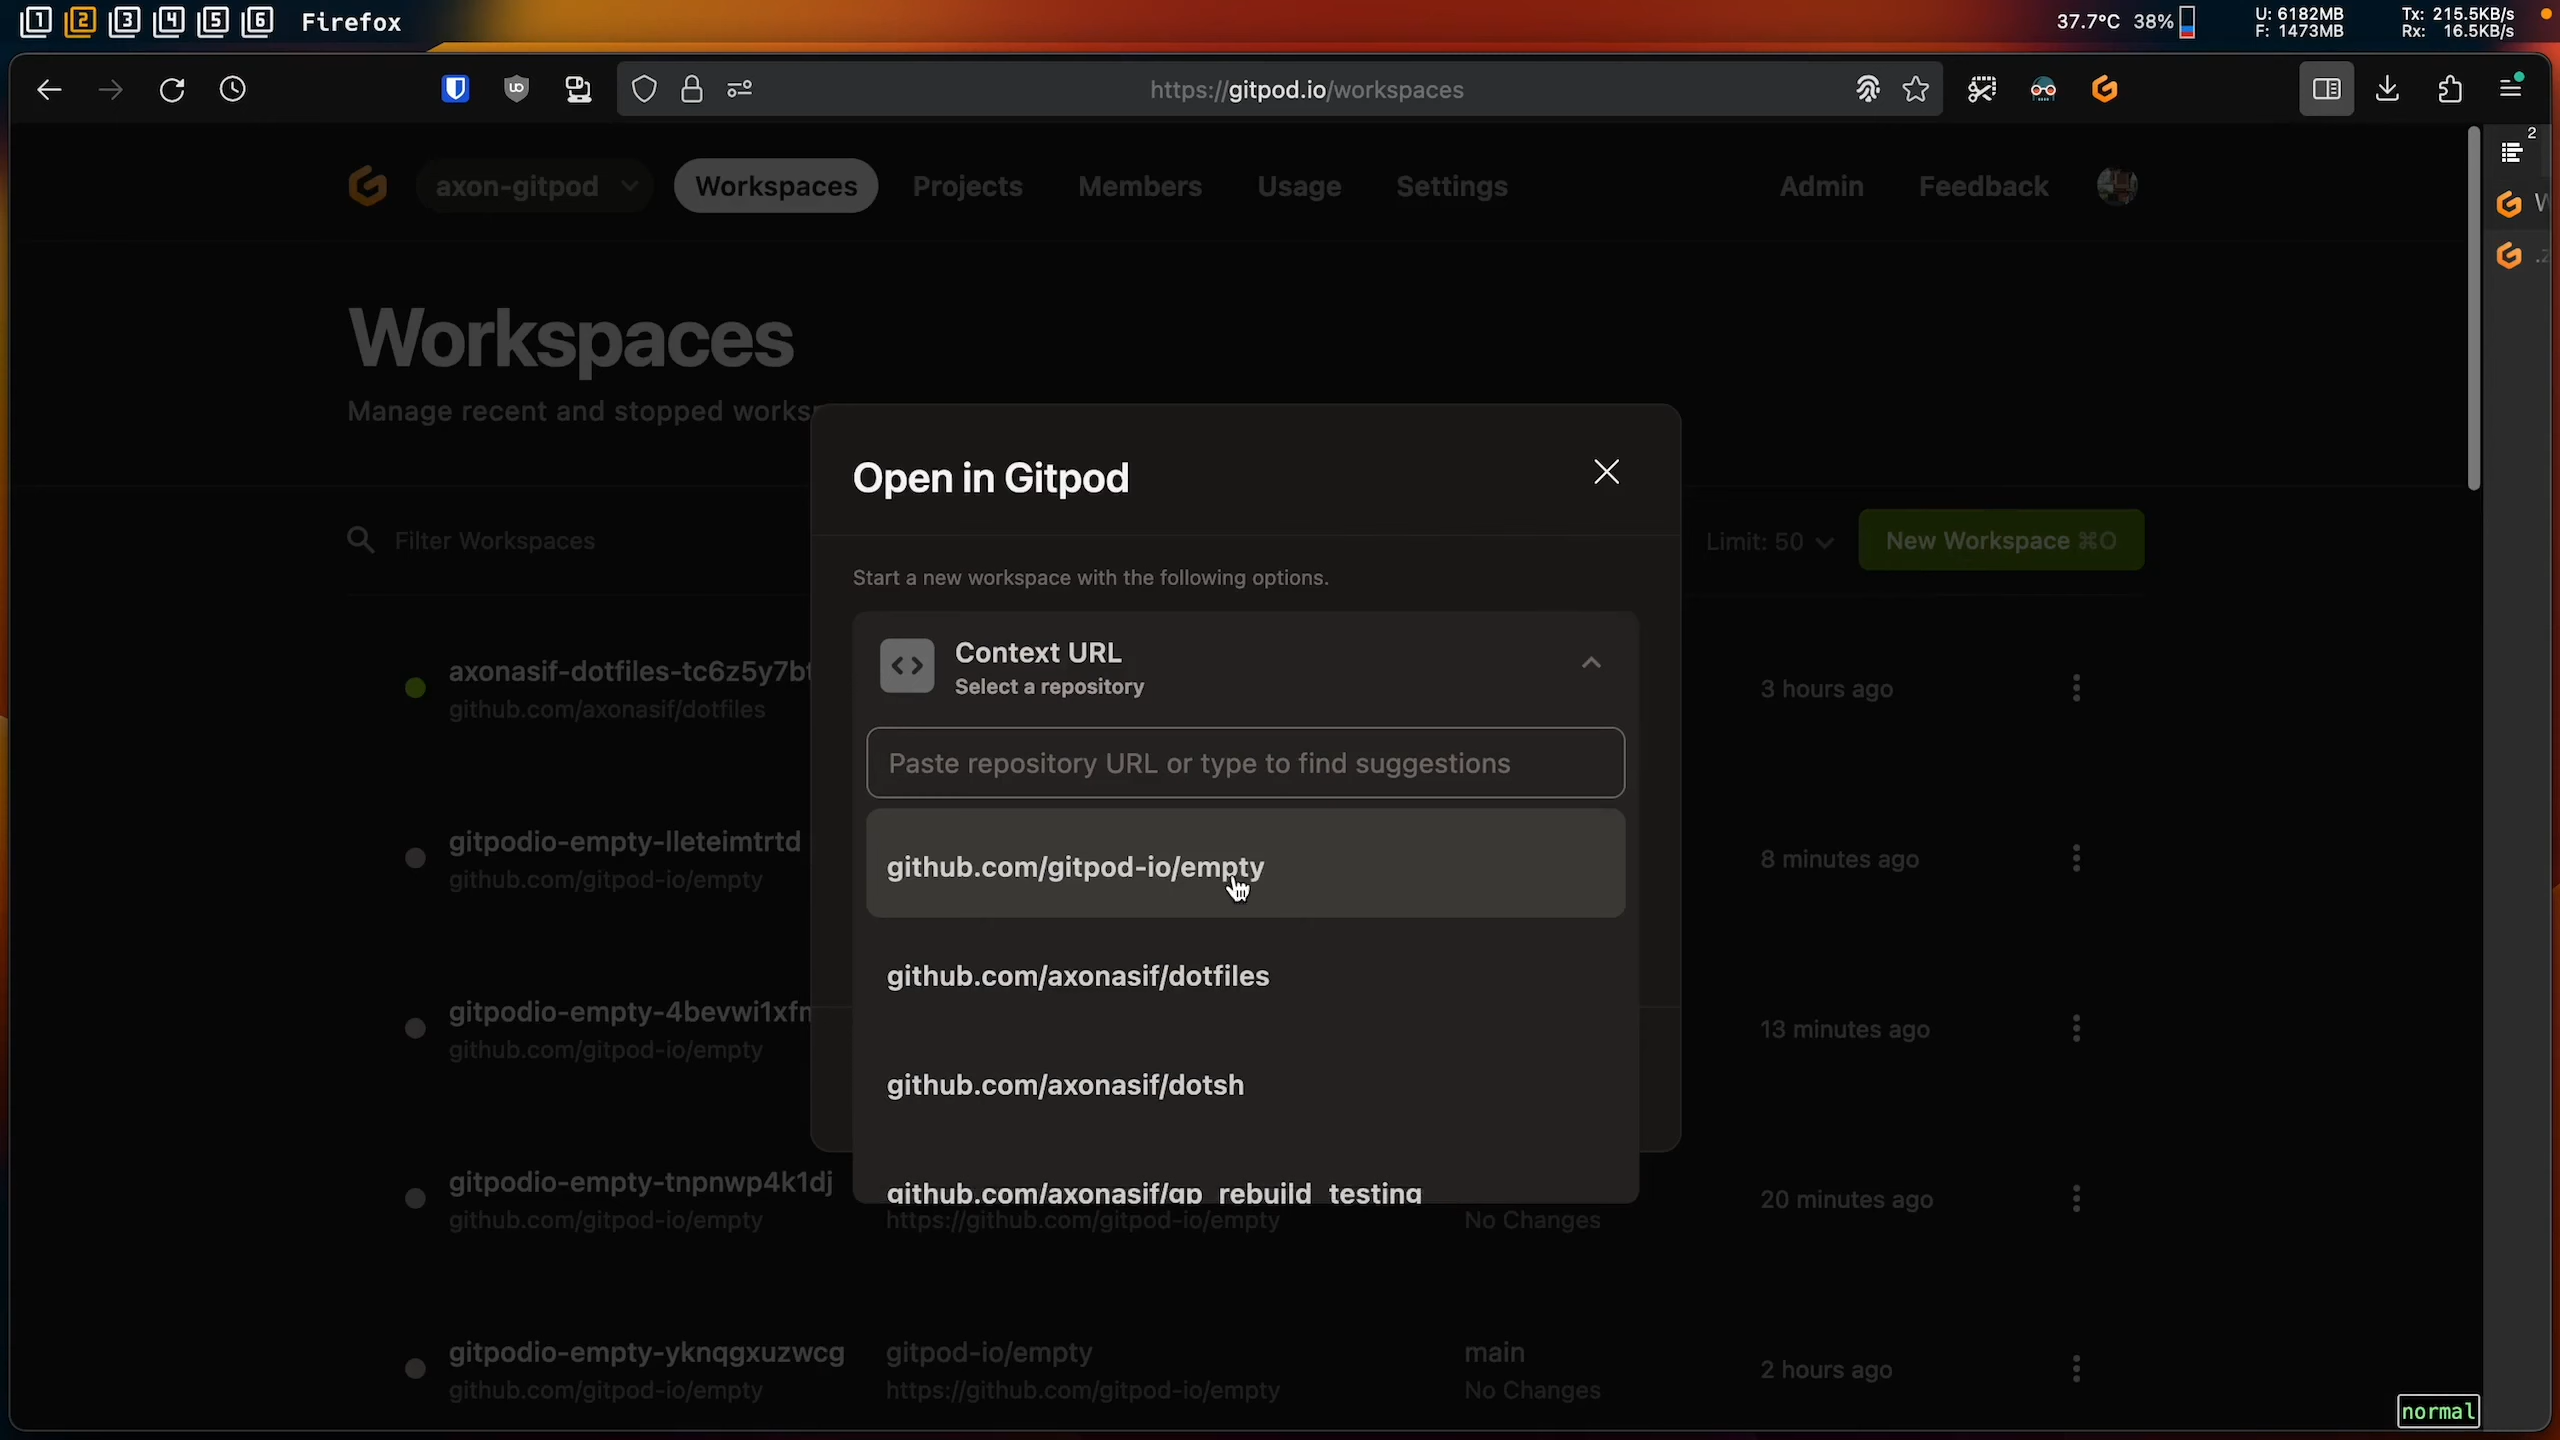 1 2 3 4 5 6 Firefox
37.7°C 38%
U: 6182MB
F: 1473MB
Tx: 215.5KB/s
Rx: 16.5KB/s
https://gitpod.io/workspaces
2
axon-gitpod Workspaces Projects Members Usage Settings Admin Feedback
W
.z
Workspaces
Manage recent and stopped worksp
Open in Gitpod
Filter Workspaces
Limit: 50
New Workspace ⌘O
Start a new workspace with the following options.
Context URL
Select a repository
Paste repository URL or type to find suggestions
github.com/gitpod-io/empty
github.com/axonasif/dotfiles
github.com/axonasif/dotsh
github.com/axonasif/gp_rebuild_testing
axonasif-dotfiles-tc6z5y7bt
github.com/axonasif/dotfiles
3 hours ago
gitpodio-empty-lleteimtrtd
github.com/gitpod-io/empty
8 minutes ago
gitpodio-empty-4bevwi1xfm
github.com/gitpod-io/empty
13 minutes ago
gitpodio-empty-tnpnwp4k1dj
github.com/gitpod-io/empty
https://github.com/gitpod-io/empty
No Changes
20 minutes ago
gitpodio-empty-yknqgxuzwcg
github.com/gitpod-io/empty
gitpod-io/empty
https://github.com/gitpod-io/empty
main
No Changes
2 hours ago
normal